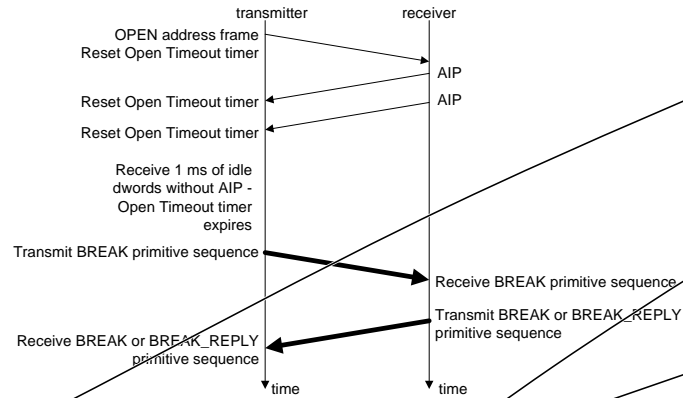 transmitter
receiver
OPEN address frame
Reset Open Timeout timer
AIP
Reset Open Timeout timer
AIP
Reset Open Timeout timer
Receive 1 ms of idle
dwords without AIP -
Open Timeout timer
expires
Transmit BREAK primitive sequence
Receive BREAK primitive sequence
Transmit BREAK or BREAK_REPLY
primitive sequence
Receive BREAK or BREAK_REPLY
primitive sequence
time
time